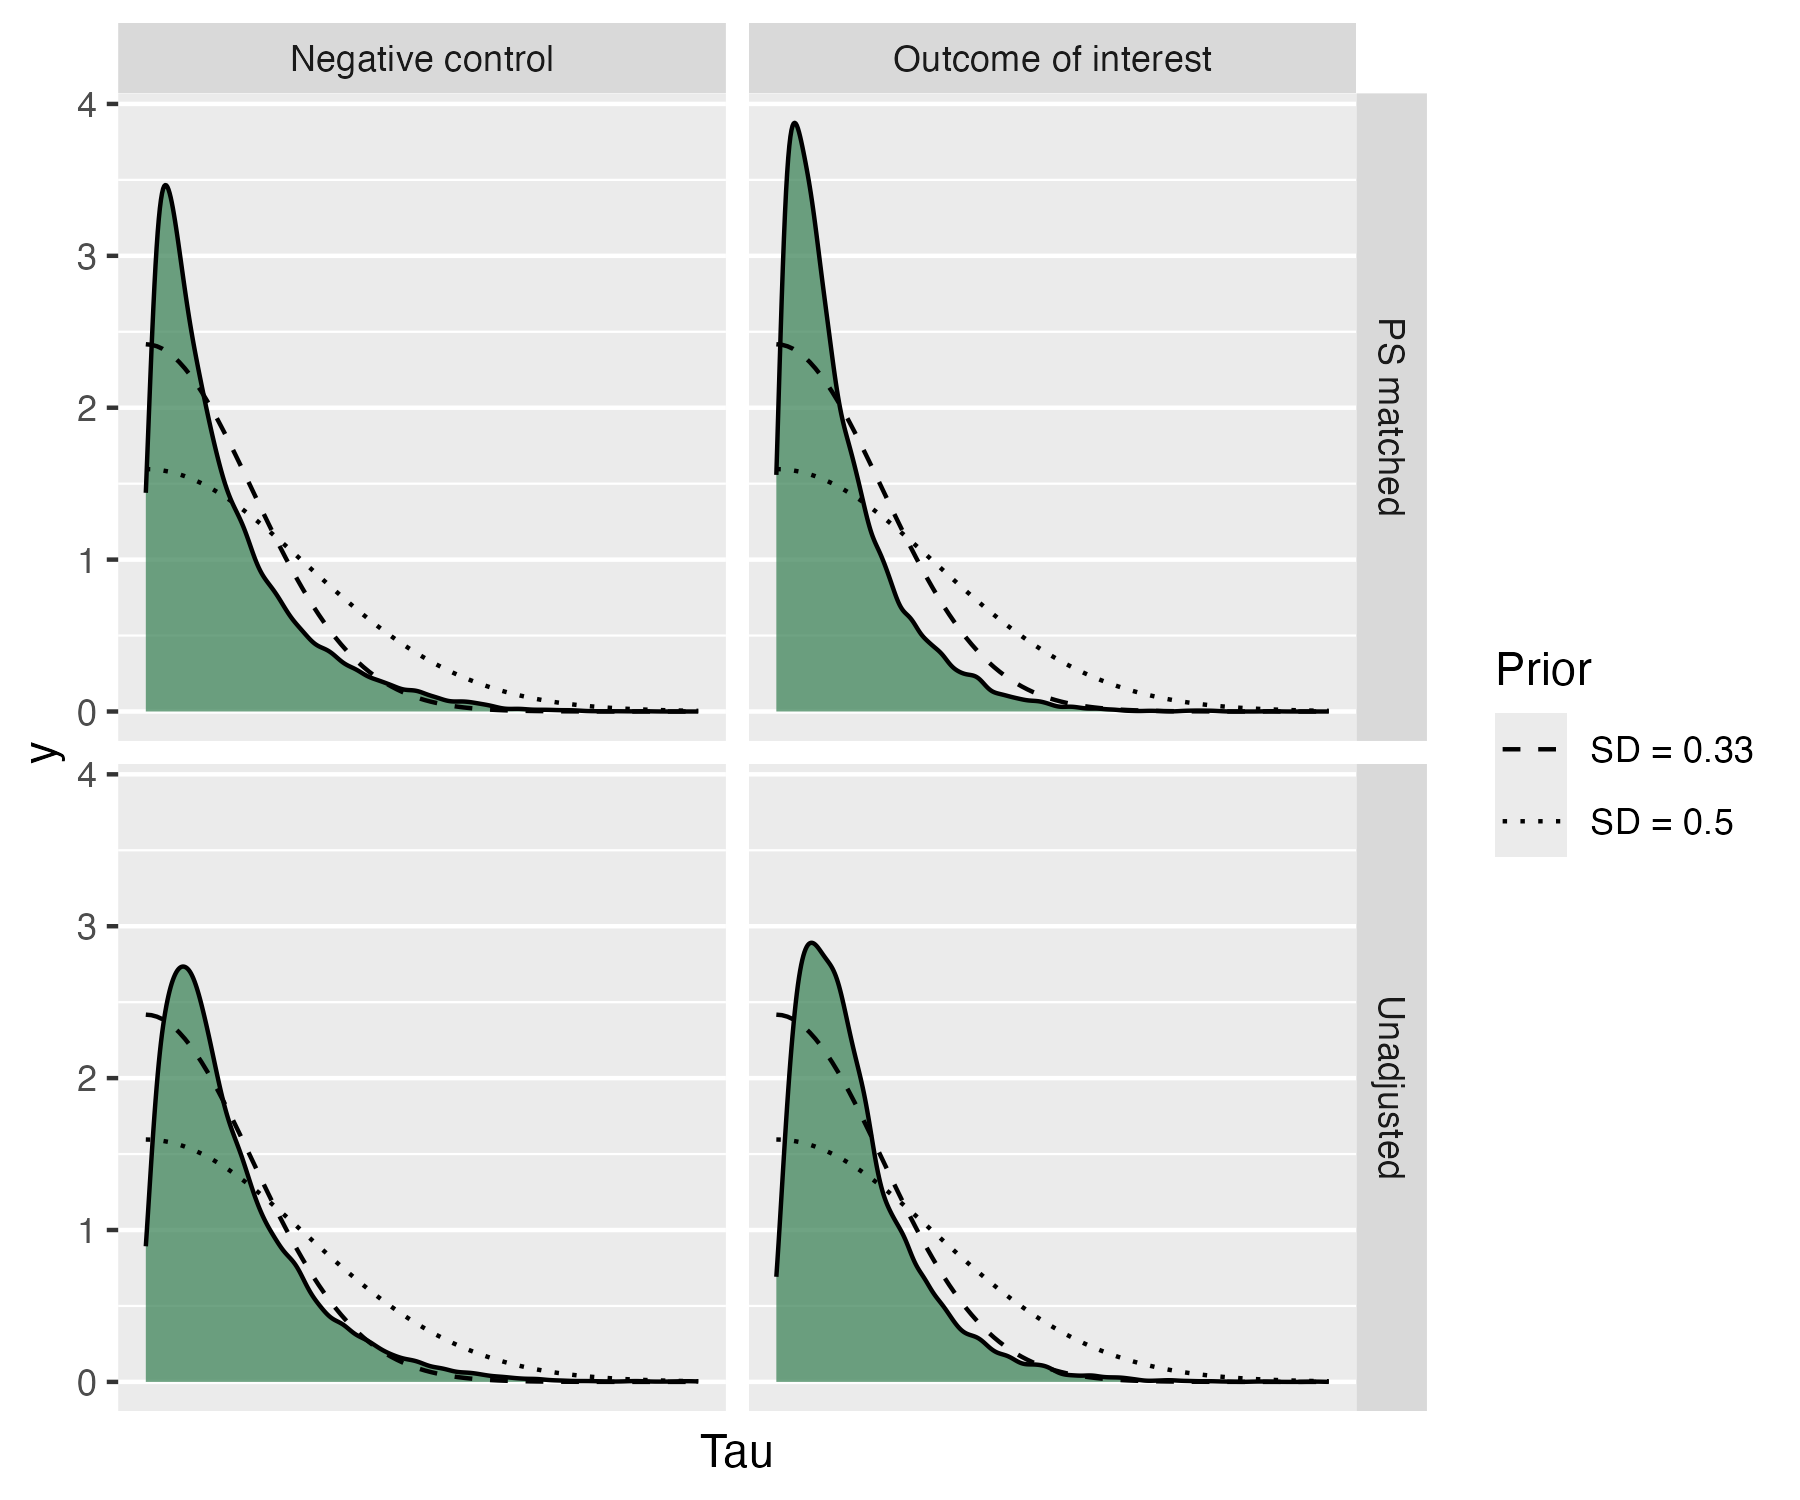 Negative control
Outcome of interest
4
3
2
1
0
PS matched
y
4
3
2
1
0
Unadjusted
Tau
Prior
SD = 0.33
SD = 0.5